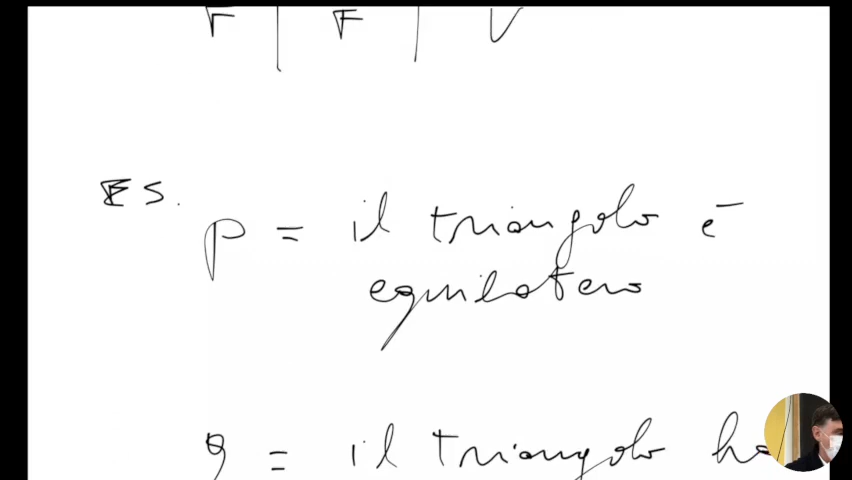 F | F | V
ES.
p = il triangolo è
equilatero
q = il triangolo ha